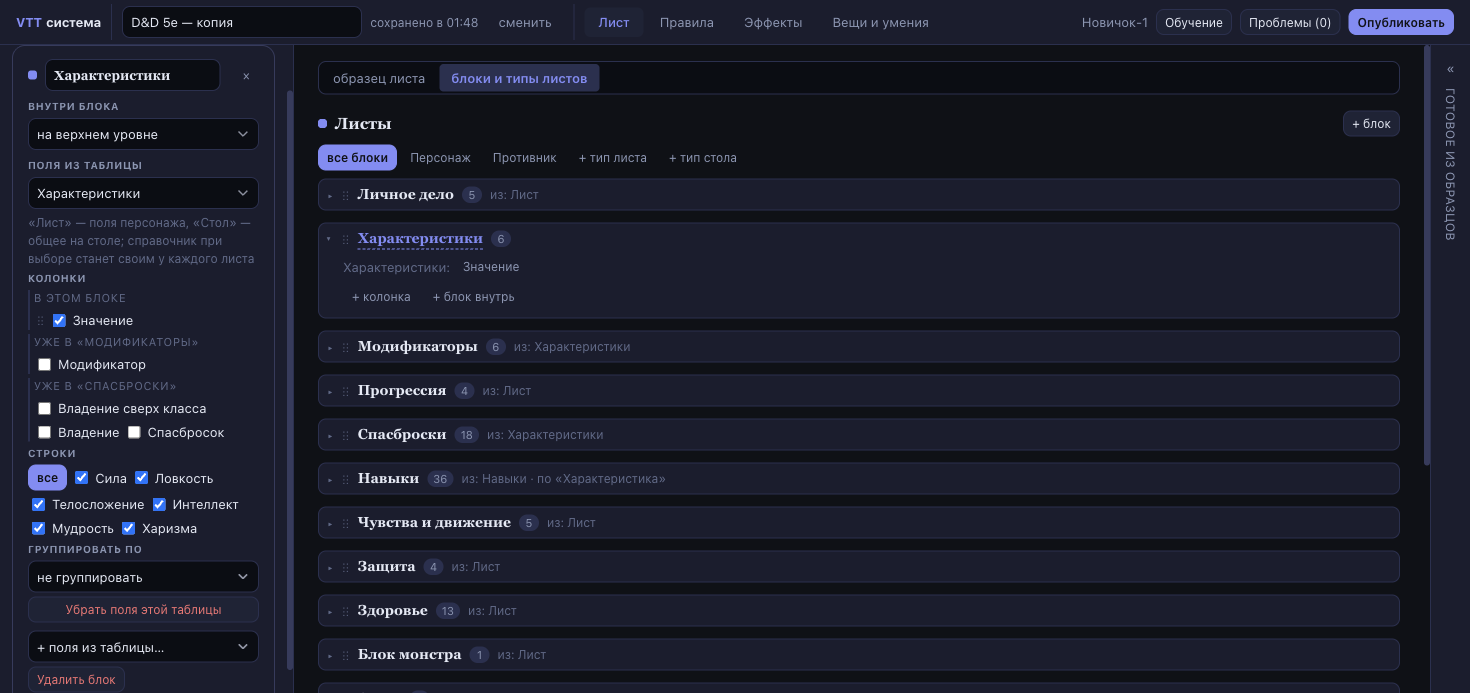 VTT система
D&D 5e — копия
сохранено в 01:48
сменить
Лист
Правила
Эффекты
Вещи и умения
Новичок-1
Обучение
Проблемы (0)
Опубликовать
Характеристики
x
ВНУТРИ БЛОКА
на верхнем уровне
ПОЛЯ ИЗ ТАБЛИЦЫ
Характеристики
«Лист» — поля персонажа, «Стол» —
общее на столе; справочник при
выборе станет своим у каждого листа
КОЛОНКИ
В ЭТОМ БЛОКЕ
Значение
УЖЕ В «МОДИФИКАТОРЫ»
Модификатор
УЖЕ В «СПАСБРОСКИ»
Владение сверх класса
Владение
Спасбросок
СТРОКИ
все
Сила
Ловкость
Телосложение
Интеллект
Мудрость
Харизма
ГРУППИРОВАТЬ ПО
не группировать
Убрать поля этой таблицы
+ поля из таблицы...
Удалить блок
образец листа
блоки и типы листов
Листы
+ блок
все блоки
Персонаж
Противник
+ тип листа
+ тип стола
Личное дело 5 из: Лист
Характеристики 6
Характеристики: Значение
+ колонка
+ блок внутрь
Модификаторы 6 из: Характеристики
Прогрессия 4 из: Лист
Спасброски 18 из: Характеристики
Навыки 36 из: Навыки · по «Характеристика»
Чувства и движение 5 из: Лист
Защита 4 из: Лист
Здоровье 13 из: Лист
Блок монстра 1 из: Лист
«
ГОТОВОЕ ИЗ ОБРАЗЦОВ